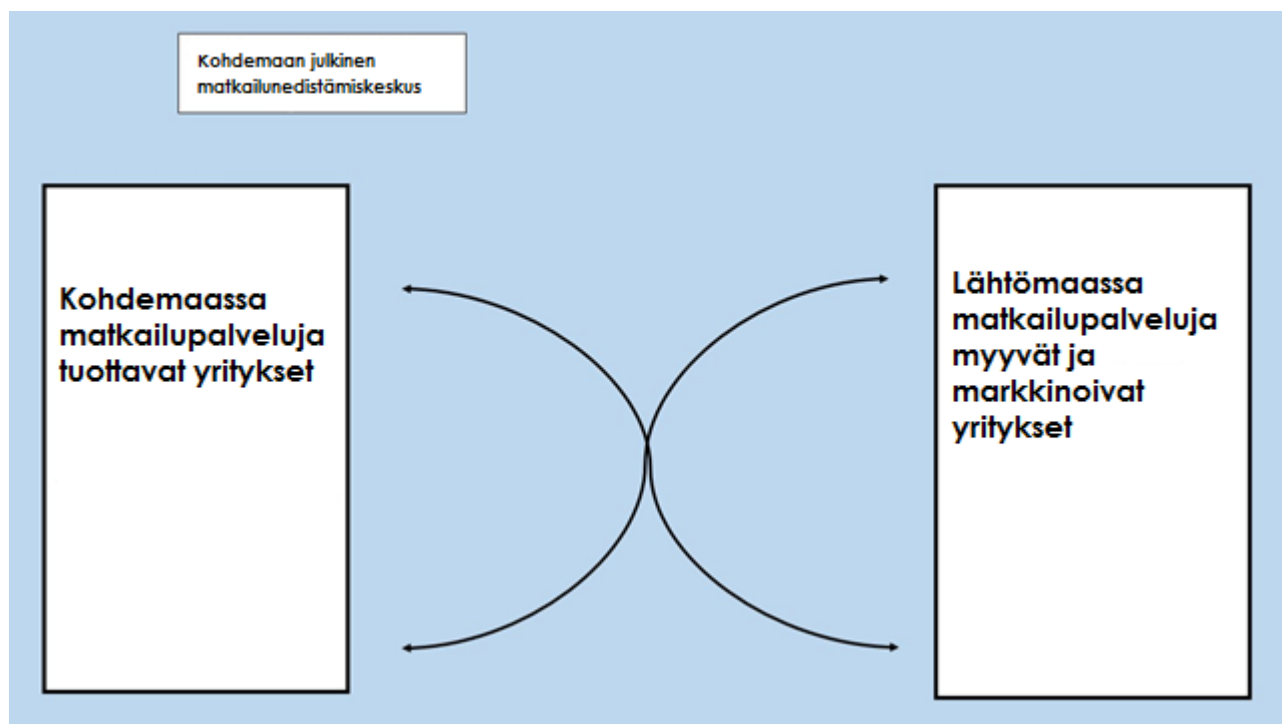 Kohdemaan julkinen
matkailunedistämiskeskus
Kohdemaassa
matkailupalveluja
tuottavat yritykset
Lähtömaassa
matkailupalveluja
myyvät ja
markkinoivat
yritykset